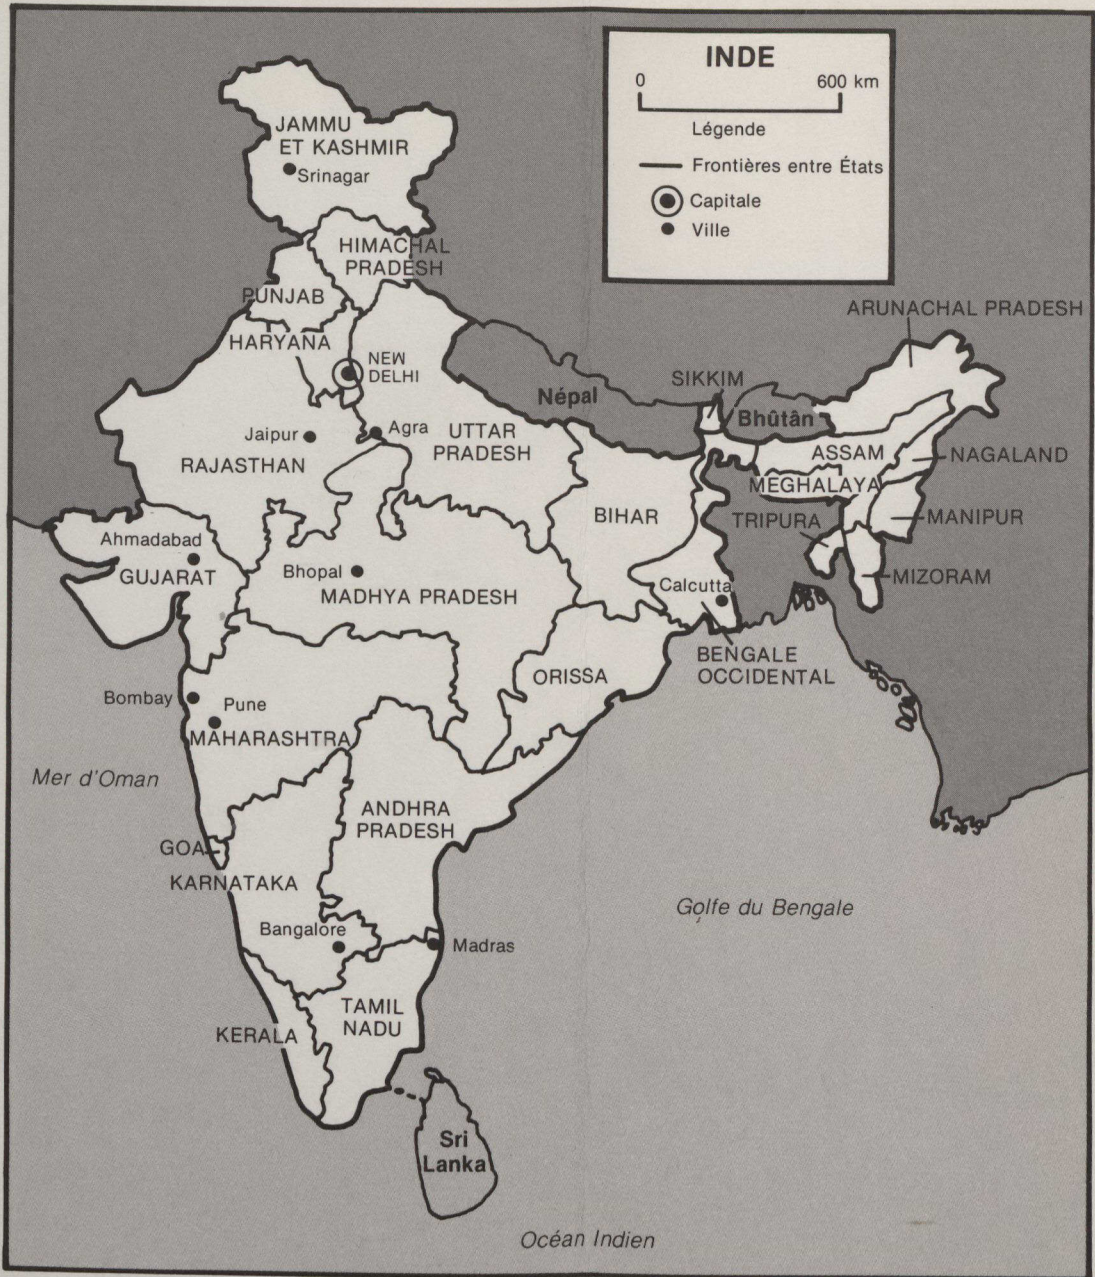 INDE
0 600 km
Légende
Frontières entre États
Capitale
Ville
JAMMU
ET KASHMIR
Srinagar
HIMACHAL
PRADESH
PUNJAB
HARYANA
NEW
DELHI
ARUNACHAL PRADESH
SIKKIM
Népal
Bhûtân
Jaipur
Agra
UTTAR
PRADESH
RAJASTHAN
ASSAM
NAGALAND
MEGHALAYA
BIHAR
TRIPURA
MANIPUR
Ahmadabad
GUJARAT
Bhopal
MADHYA PRADESH
Calcutta
MIZORAM
BENGALE
OCCIDENTAL
ORISSA
Bombay
Pune
MAHARASHTRA
Mer d'Oman
ANDHRA
PRADESH
GOA
KARNATAKA
Golfe du Bengale
Bangalore
Madras
TAMIL
NADU
KERALA
Sri
Lanka
Océan Indien